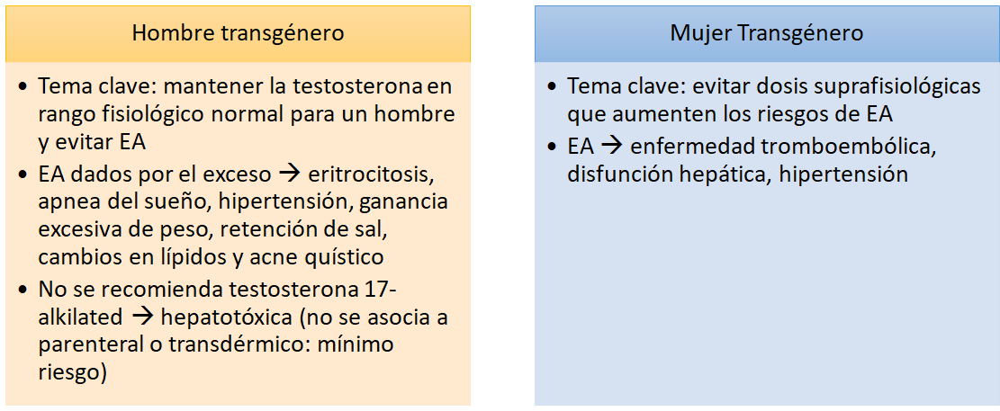 Hombre transgénero
• Tema clave: mantener la testosterona en
rango fisiológico normal para un hombre
y evitar EA
• EA dados por el exceso → eritrocitosis,
apnea del sueño, hipertensión, ganancia
excesiva de peso, retención de sal,
cambios en lípidos y acne quístico
• No se recomienda testosterona 17-
alkilated → hepatotóxica (no se asocia a
parenteral o transdérmico: mínimo
riesgo)
Mujer Transgénero
• Tema clave: evitar dosis suprafisiológicas
que aumenten los riesgos de EA
• EA → enfermedad tromboembólica,
disfunción hepática, hipertensión